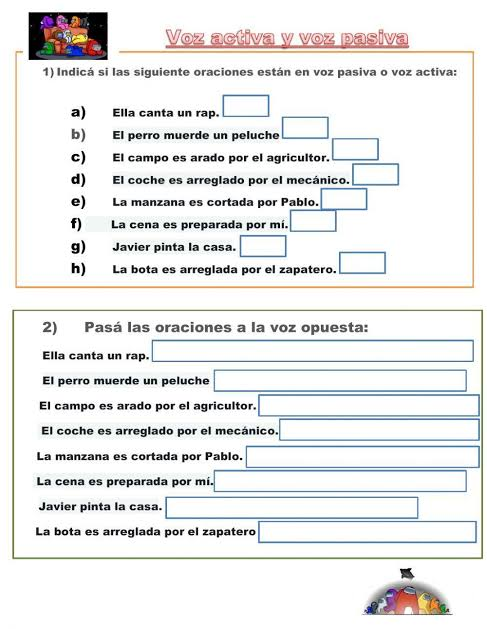 Voz activa y voz pasiva
1) Indicá si las siguiente oraciones están en voz pasiva o voz activa:
a) Ella canta un rap.
b) El perro muerde un peluche
c) El campo es arado por el agricultor.
d) El coche es arreglado por el mecánico.
e) La manzana es cortada por Pablo.
f) La cena es preparada por mí.
g) Javier pinta la casa.
h) La bota es arreglada por el zapatero.
2) Pasá las oraciones a la voz opuesta:
Ella canta un rap.
El perro muerde un peluche
El campo es arado por el agricultor.
El coche es arreglado por el mecánico.
La manzana es cortada por Pablo.
La cena es preparada por mí.
Javier pinta la casa.
La bota es arreglada por el zapatero